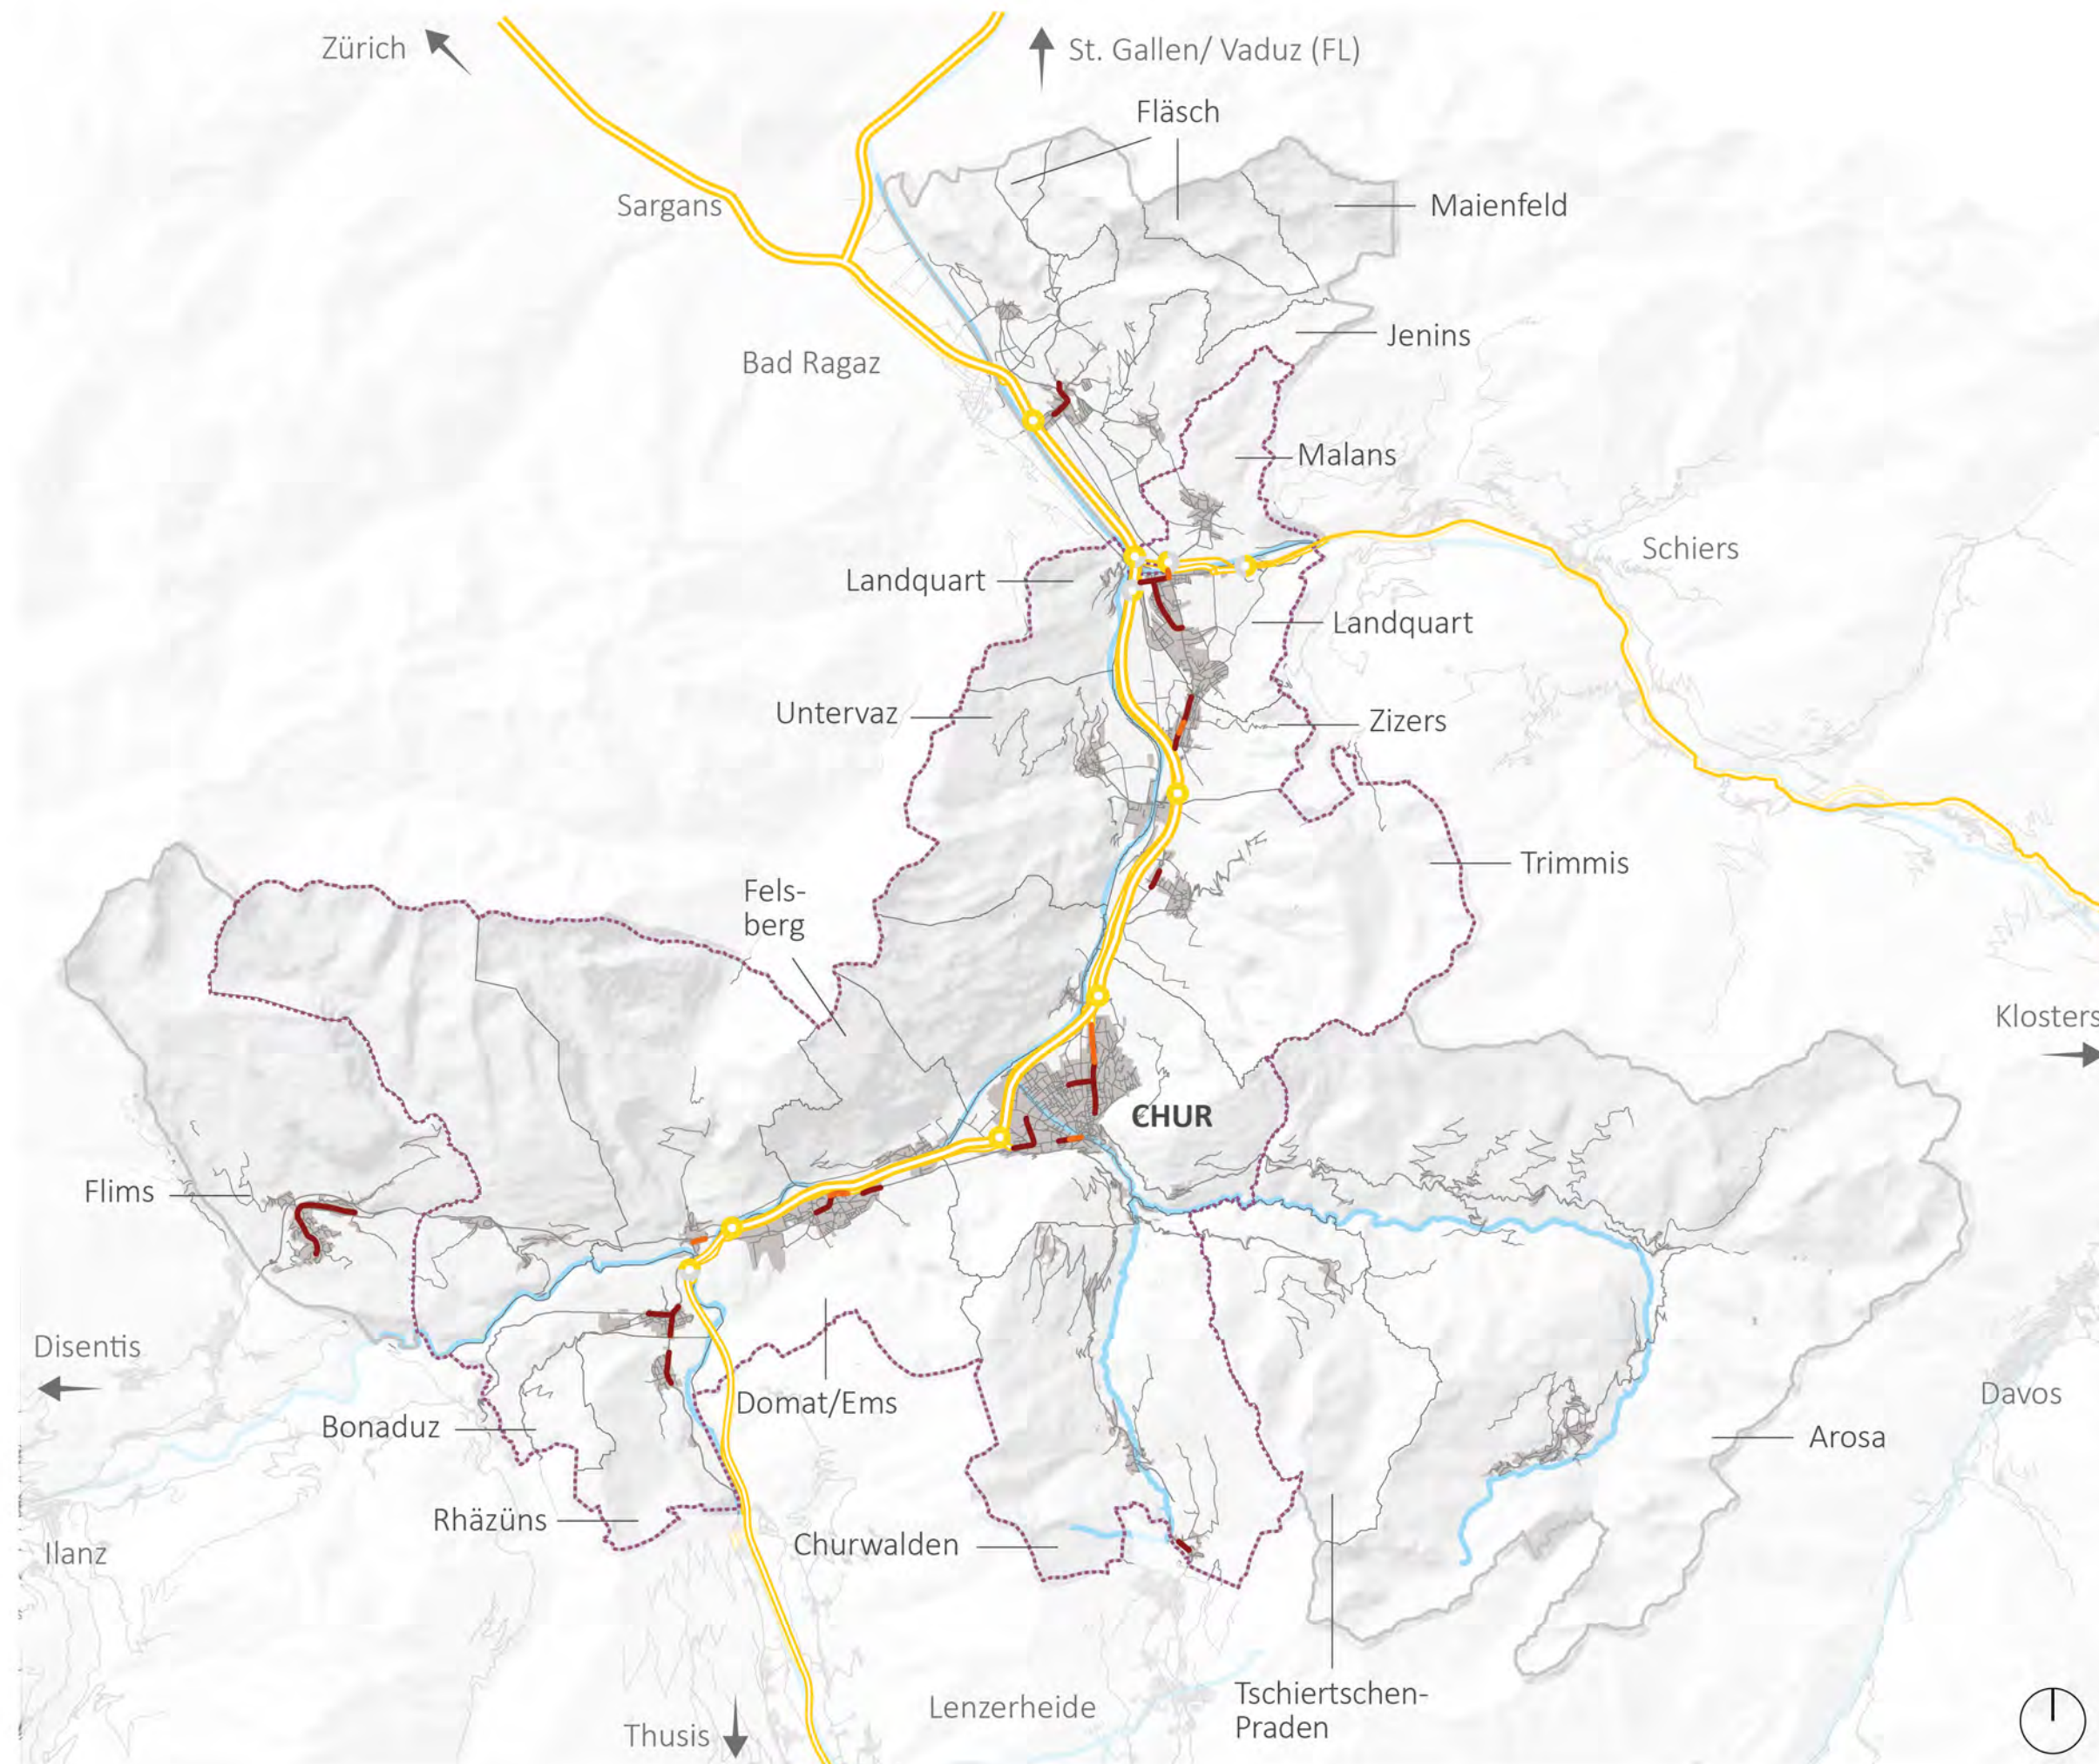 Zürich
St. Gallen/ Vaduz (FL)
Fläsch
Sargans
Maienfeld
Jenins
Bad Ragaz
Malans
Schiers
Landquart
Landquart
Untervaz
Zizers
Trimmis
Fels-
berg
Klosters
CHUR
Flims
Disentis
Davos
Domat/Ems
Bonaduz
Arosa
Rhäzüns
Churwalden
Ilanz
Tschiertschen-
Praden
Lenzerheide
Thusis